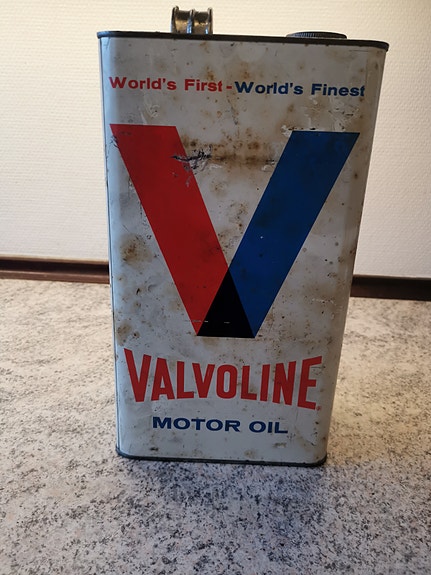 World's First - World's Finest
VALVOLINE
MOTOR OIL